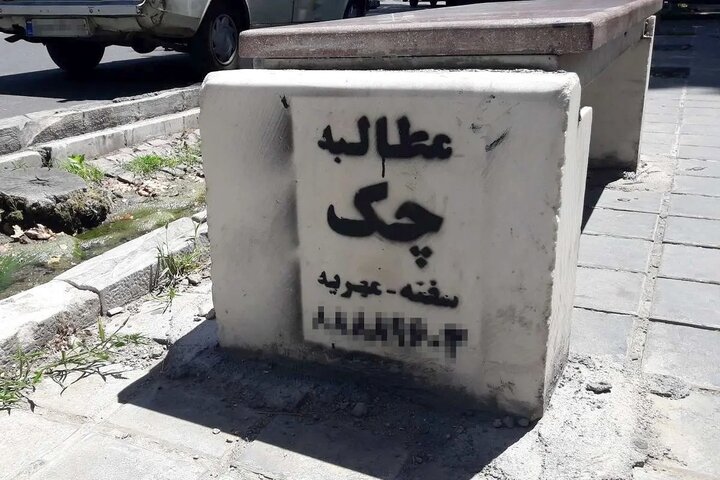 مطالبه
چک
سفته - مهریه